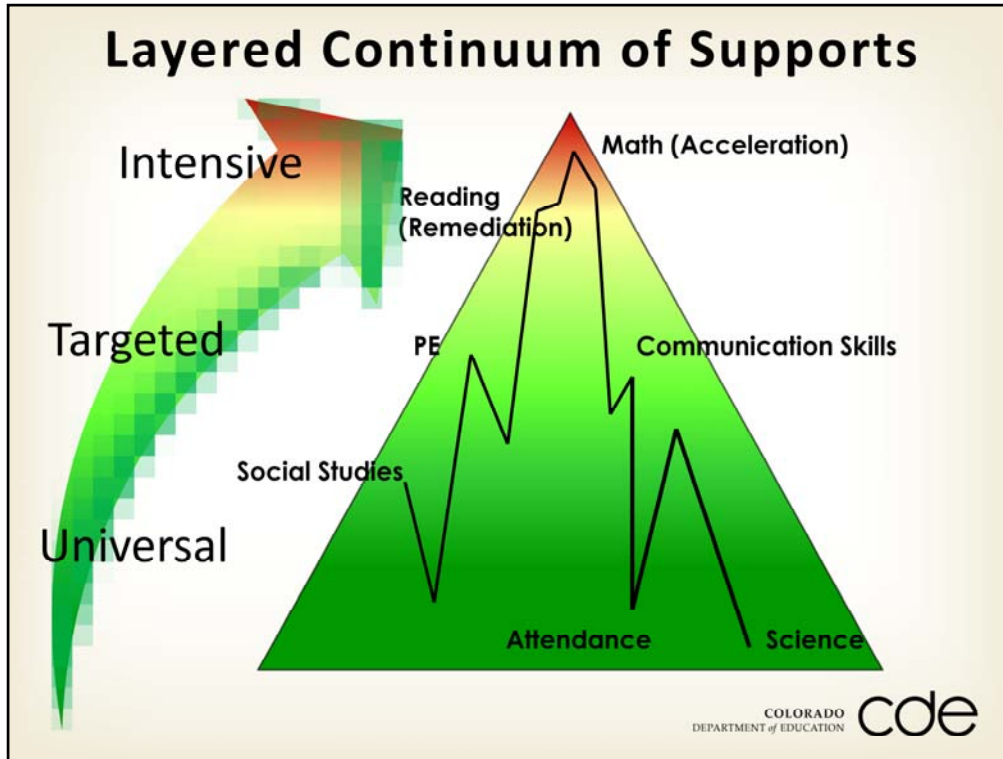 Layered Continuum of Supports
Intensive
Math (Acceleration)
Reading
(Remediation)
Targeted
PE
Communication Skills
Social Studies
Universal
Attendance
Science
COLORADO
DEPARTMENT of EDUCATION
cde